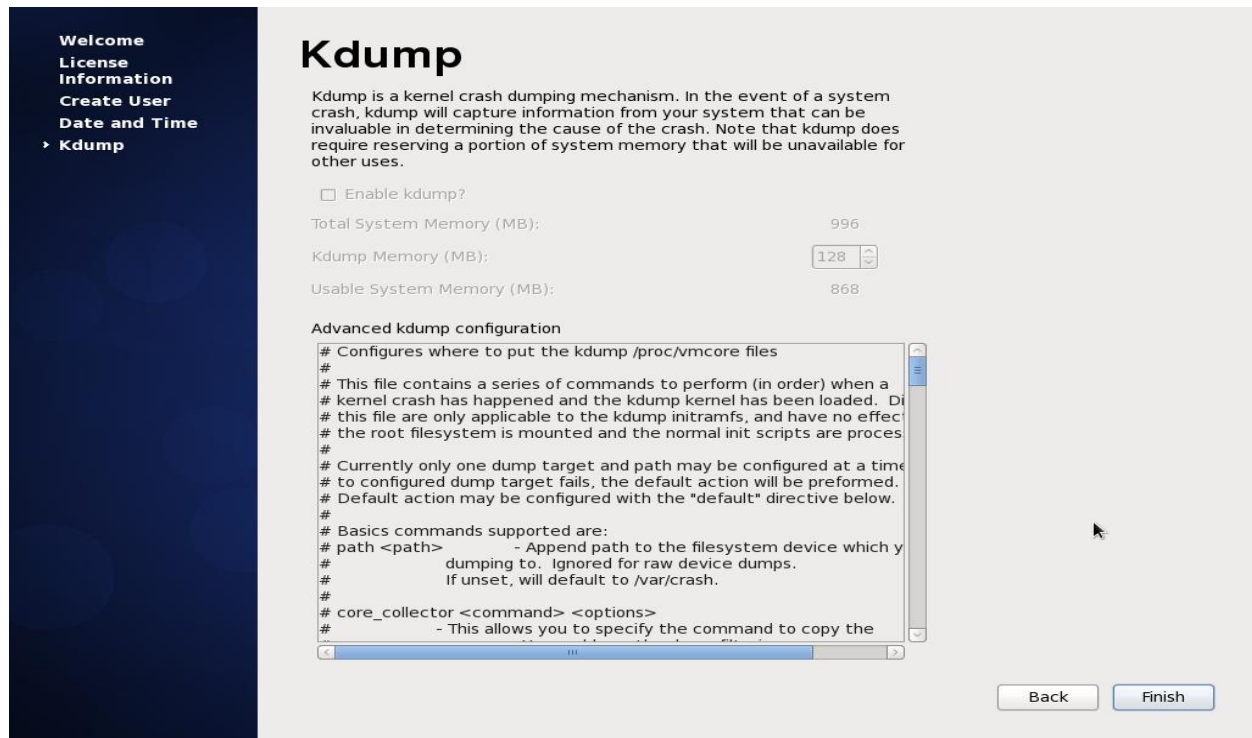 Welcome
License
Information
Create User
Date and Time
Kdump
Kdump
Kdump is a kernel crash dumping mechanism. In the event of a system
crash, kdump will capture information from your system that can be
invaluable in determining the cause of the crash. Note that kdump does
require reserving a portion of system memory that will be unavailable for
other uses.
Enable kdump?
Total System Memory (MB): 996
Kdump Memory (MB): 128
Usable System Memory (MB): 868
Advanced kdump configuration
# Configures where to put the kdump /proc/vmcore files
#
# This file contains a series of commands to perform (in order) when a
# kernel crash has happened and the kdump kernel has been loaded. Di
# this file are only applicable to the kdump initramfs, and have no effec
# the root filesystem is mounted and the normal init scripts are proces
#
# Currently only one dump target and path may be configured at a time
# to configured dump target fails, the default action will be preformed.
# Default action may be configured with the "default" directive below.
#
# Basics commands supported are:
# path <path> - Append path to the filesystem device which y
# dumping to. Ignored for raw device dumps.
# If unset, will default to /var/crash.
#
# core_collector <command> <options>
# - This allows you to specify the command to copy the
Back
Finish